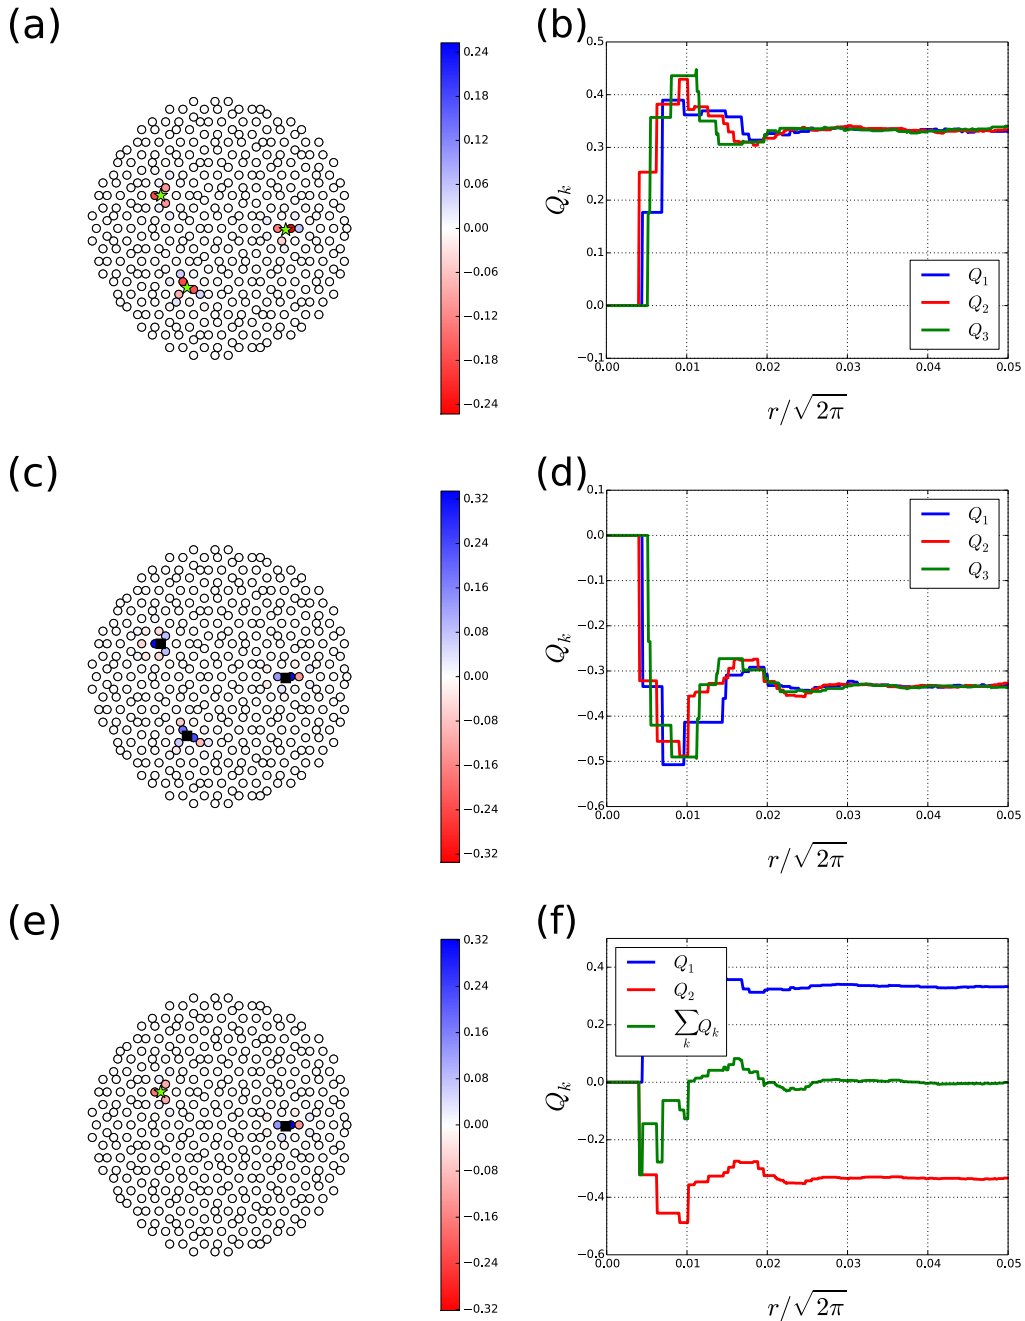 (a)
0.24
0.18
0.12
0.06
0.00
−0.06
−0.12
−0.18
−0.24
(b)
0.5
0.4
0.3
0.2
0.1
0.0
−0.1
Q_k
Q_1
Q_2
Q_3
0.00 0.01 0.02 0.03 0.04 0.05
r/√2π
(c)
0.32
0.24
0.16
0.08
0.00
−0.08
−0.16
−0.24
−0.32
(d)
0.1
0.0
−0.1
−0.2
−0.3
−0.4
−0.5
−0.6
Q_k
Q_1
Q_2
Q_3
0.00 0.01 0.02 0.03 0.04 0.05
r/√2π
(e)
0.32
0.24
0.16
0.08
0.00
−0.08
−0.16
−0.24
−0.32
(f)
0.4
0.2
0.0
−0.2
−0.4
−0.6
Q_k
Q_1
Q_2
∑_k Q_k
0.00 0.01 0.02 0.03 0.04 0.05
r/√2π